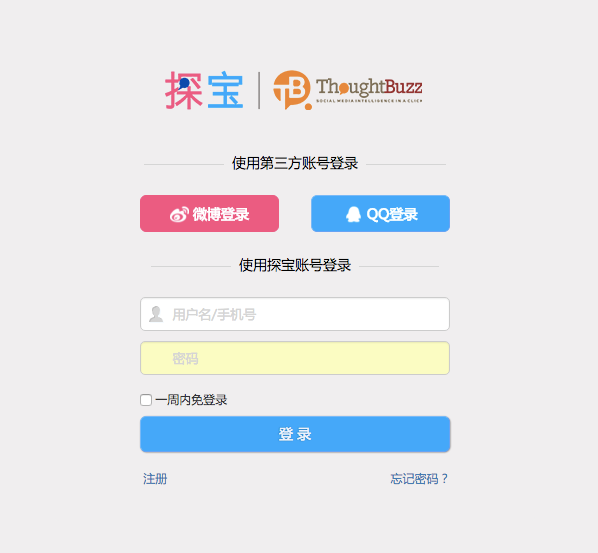 探宝 | ThoughtBuzz
SOCIAL MEDIA INTELLIGENCE IN A CLICK
使用第三方账号登录
微博登录 QQ登录
使用探宝账号登录
用户名/手机号
密码
一周内免登录
登 录
注册 忘记密码？